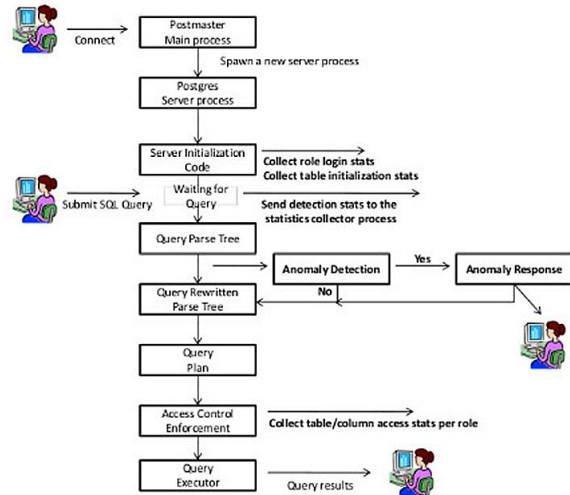 Postmaster
Main process
Connect
Spawn a new server process
Postgres
Server process
Server Initialization
Code
Collect role login stats
Collect table initialization stats
Waiting for
Query
Submit SQL Query
Send detection stats to the
statistics collector process
Query Parse Tree
Anomaly Detection
Yes
Anomaly Response
No
Query Rewritten
Parse Tree
Query
Plan
Access Control
Enforcement
Collect table/column access stats per role
Query
Executor
Query results